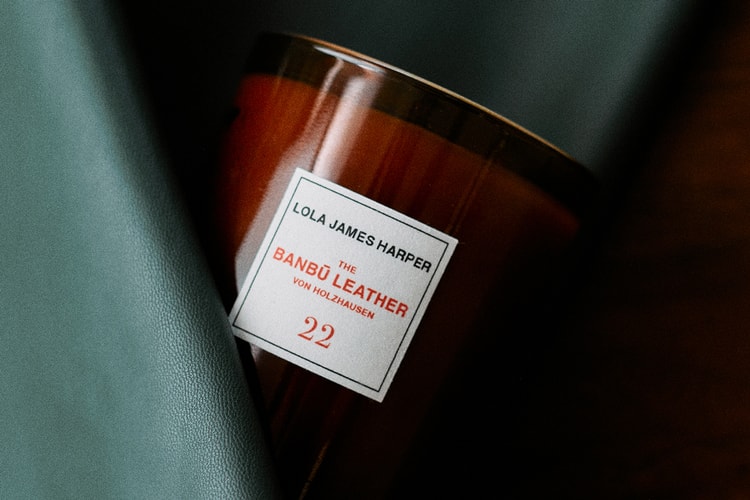 LOLA JAMES HARPER
THE
BANBŪ LEATHER
VON HOLZHAUSEN
22